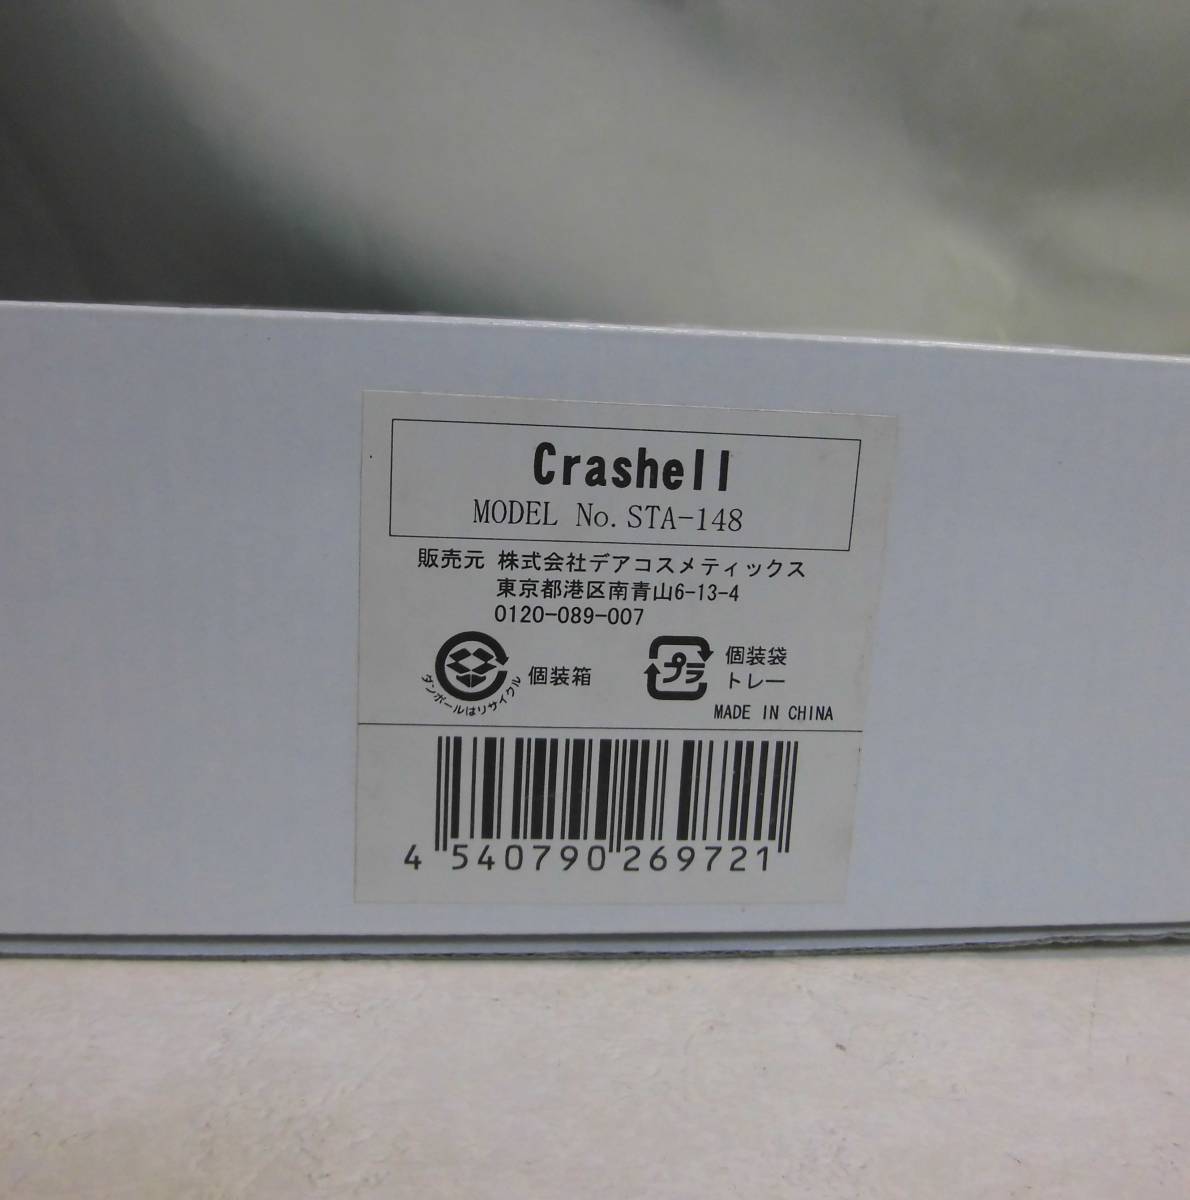 Crashell
MODEL No. STA-148
販売元 株式会社デアコスメティックス
東京都港区南青山6-13-4
0120-089-007
ダンボールはリサイクル
個装箱
プラ
個装袋
トレー
MADE IN CHINA
4 540790 269721